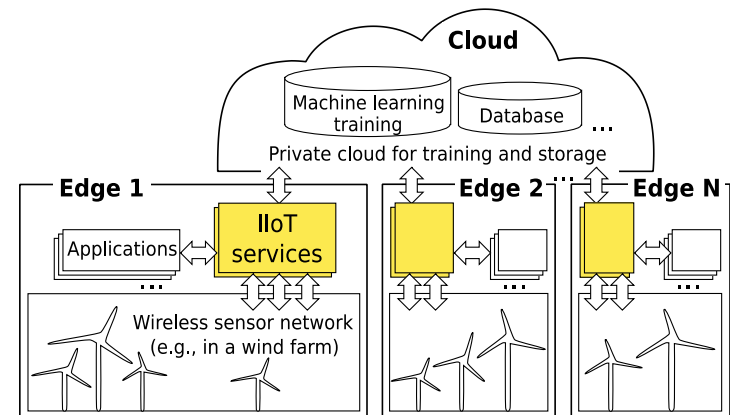 Cloud
Machine learning
training
Database
...
Private cloud for training and storage
...
Edge 1
Edge 2
Edge N
IIoT
services
Applications
...
...
...
Wireless sensor network
(e.g., in a wind farm)